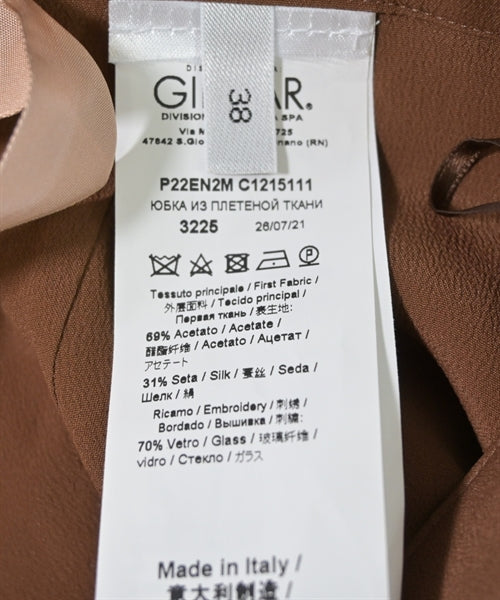 38
DIVISION
SPA
Via
725
47842 S.Gio
nano (RN)
P22EN2M C1215111
ЮБКА ИЗ ПЛЕТЕНОЙ ТКАНИ
3225 26/07/21
Tessuto principale / First Fabric /
外层面料 / Tecido principal /
Первая ткань / 表生地:
69% Acetato / Acetate /
醋酯纤维 / Acetato / Ацетат /
アセテート
31% Seta / Silk / 蚕丝 / Seda /
Шелк / 絹
Ricamo / Embroidery / 刺绣 /
Bordado / Вышивка / 刺繍:
70% Vetro / Glass / 玻璃纤维 /
vidro / Стекло / ガラス
Made in Italy /
意大利創造 /